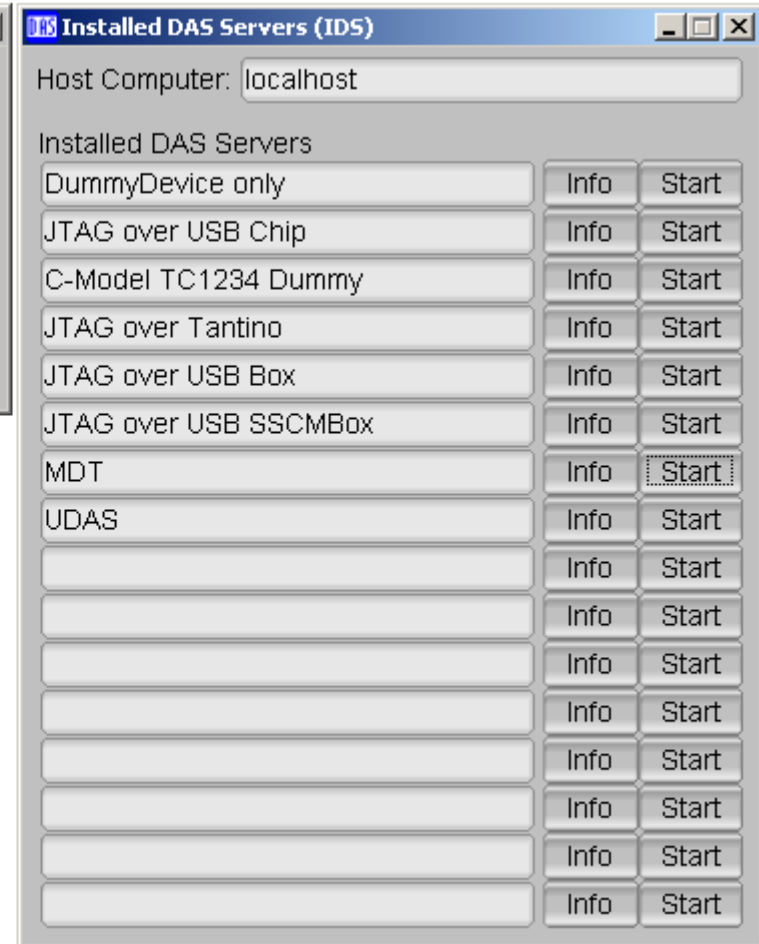 DAS Installed DAS Servers (IDS)
Host Computer: localhost
Installed DAS Servers
DummyDevice only Info Start
JTAG over USB Chip Info Start
C-Model TC1234 Dummy Info Start
JTAG over Tantino Info Start
JTAG over USB Box Info Start
JTAG over USB SSCMBox Info Start
MDT Info Start
UDAS Info Start
Info Start
Info Start
Info Start
Info Start
Info Start
Info Start
Info Start
Info Start